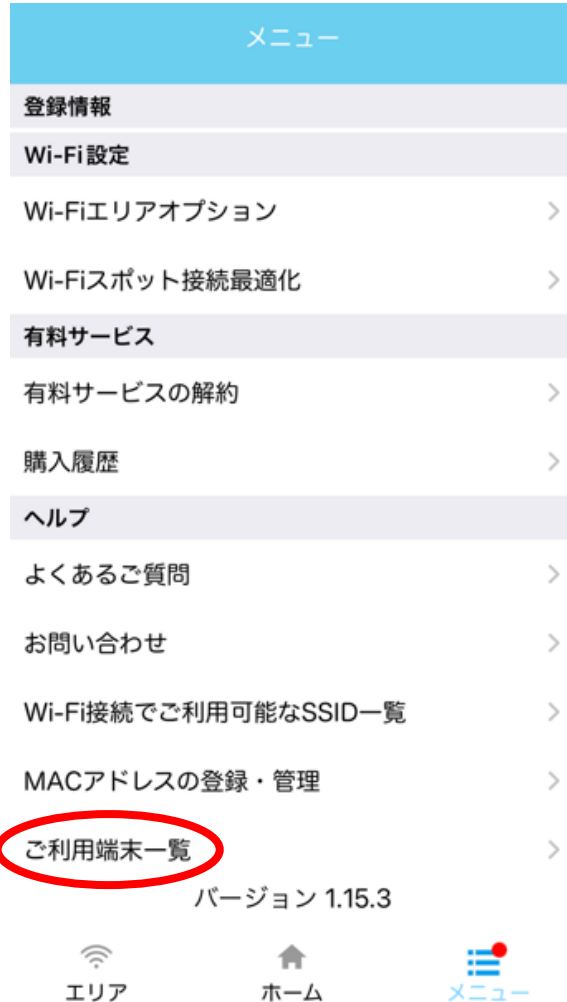 メニュー
登録情報
Wi-Fi設定
Wi-Fiエリアオプション
Wi-Fiスポット接続最適化
有料サービス
有料サービスの解約
購入履歴
ヘルプ
よくあるご質問
お問い合わせ
Wi-Fi接続でご利用可能なSSID一覧
MACアドレスの登録・管理
ご利用端末一覧
バージョン 1.15.3
エリア ホーム メニュー